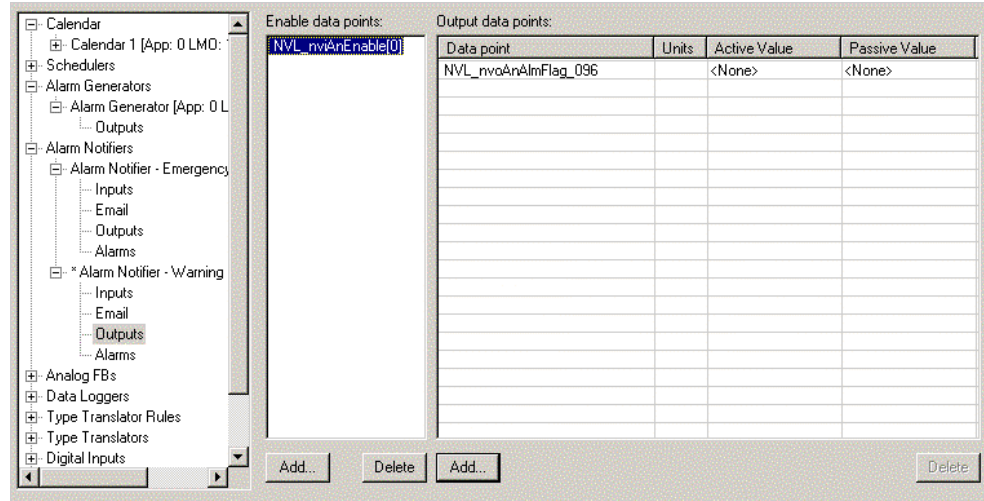 Calendar
Calendar 1 [App: 0 LMO:
Schedulers
Alarm Generators
Alarm Generator [App: 0 L
Outputs
Alarm Notifiers
Alarm Notifier - Emergency
Inputs
Email
Outputs
Alarms
* Alarm Notifier - Warning
Inputs
Email
Outputs
Alarms
Analog FBs
Data Loggers
Type Translator Rules
Type Translators
Digital Inputs
Enable data points:
NVL_nviAnEnable[0]
Add... Delete
Output data points:
Data point Units Active Value Passive Value
NVL_nvoAnAlmFlag_096 <None> <None>
Add... Delete